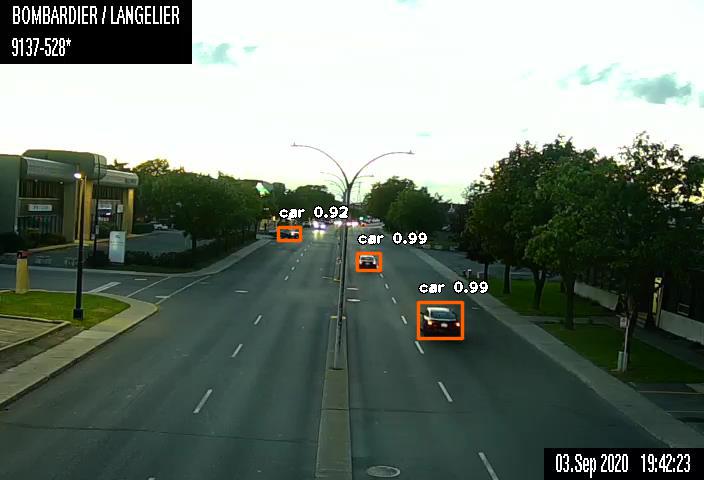 BOMBARDIER / LANGELIER
9137-528*
car 0.92
car 0.99
car 0.99
03.Sep 2020 19:42:23